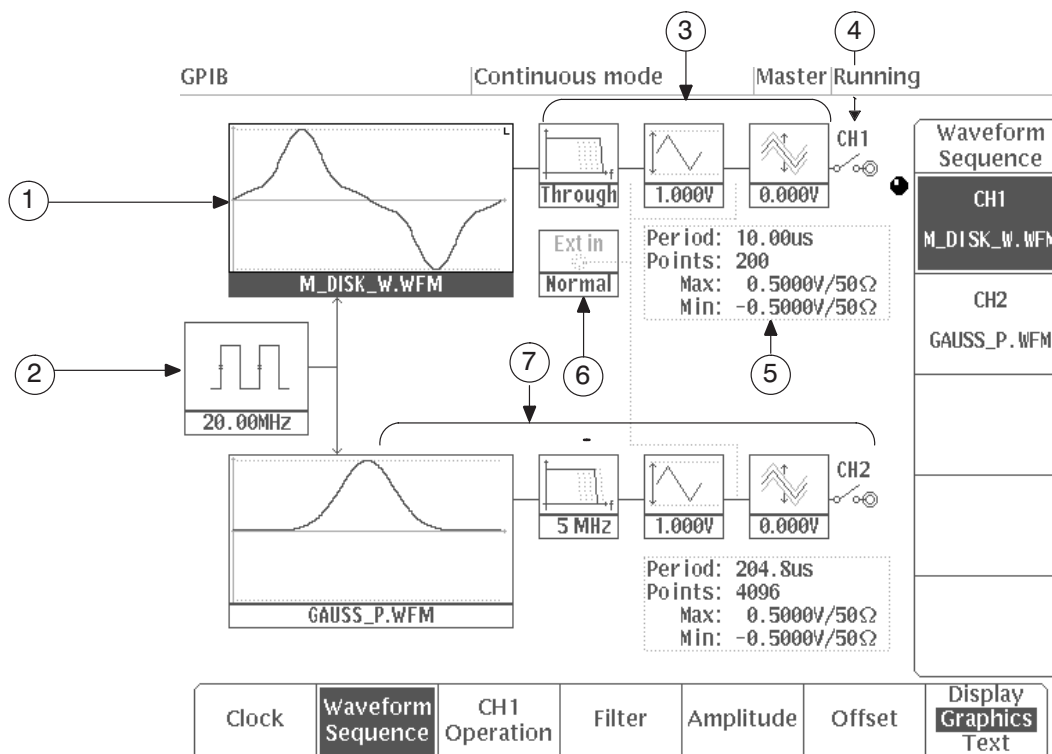 3
4
GPIB
Continuous mode
Master
Running
CH1
L
f
Through
1.000V
0.000V
1
M_DISK_W.WFM
Ext in
Normal
Period: 10.00us
Points: 200
Max: 0.5000V/50Ω
Min: -0.5000V/50Ω
2
20.00MHz
7
6
5
-
CH2
f
5 MHz
1.000V
0.000V
GAUSS_P.WFM
Period: 204.8us
Points: 4096
Max: 0.5000V/50Ω
Min: -0.5000V/50Ω
Waveform
Sequence
CH1
M_DISK_W.WFM
CH2
GAUSS_P.WFM
Clock
Waveform
Sequence
CH1
Operation
Filter
Amplitude
Offset
Display
Graphics
Text